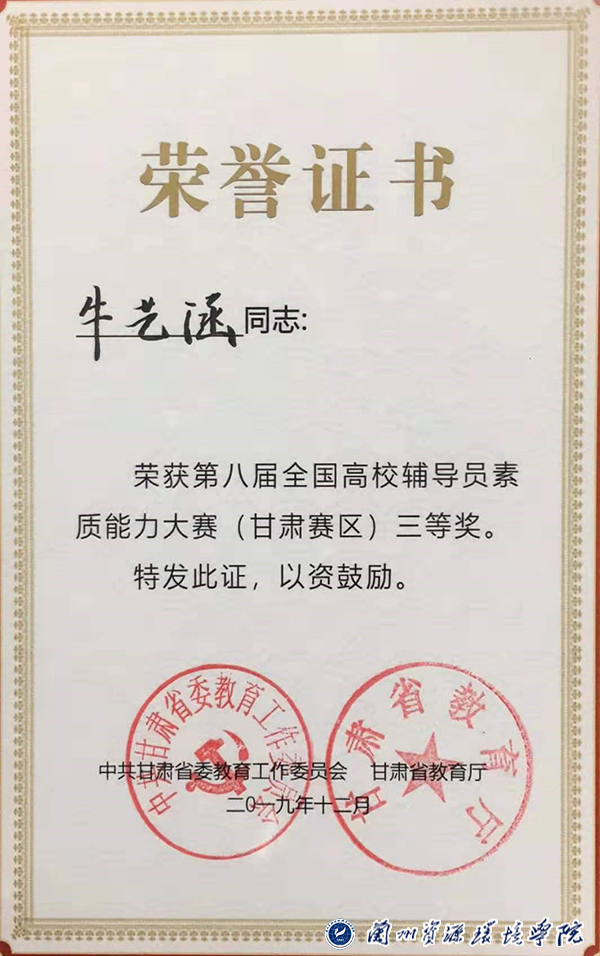 荣誉证书
牛艺涵同志:
荣获第八届全国高校辅导员素
质能力大赛（甘肃赛区）三等奖。
特发此证，以资鼓励。
中共甘肃省委教育工作委员会
甘肃省教育厅
中共甘肃省委教育工作委员会 甘肃省教育厅
二0一九年十二月
兰州资源环境学院